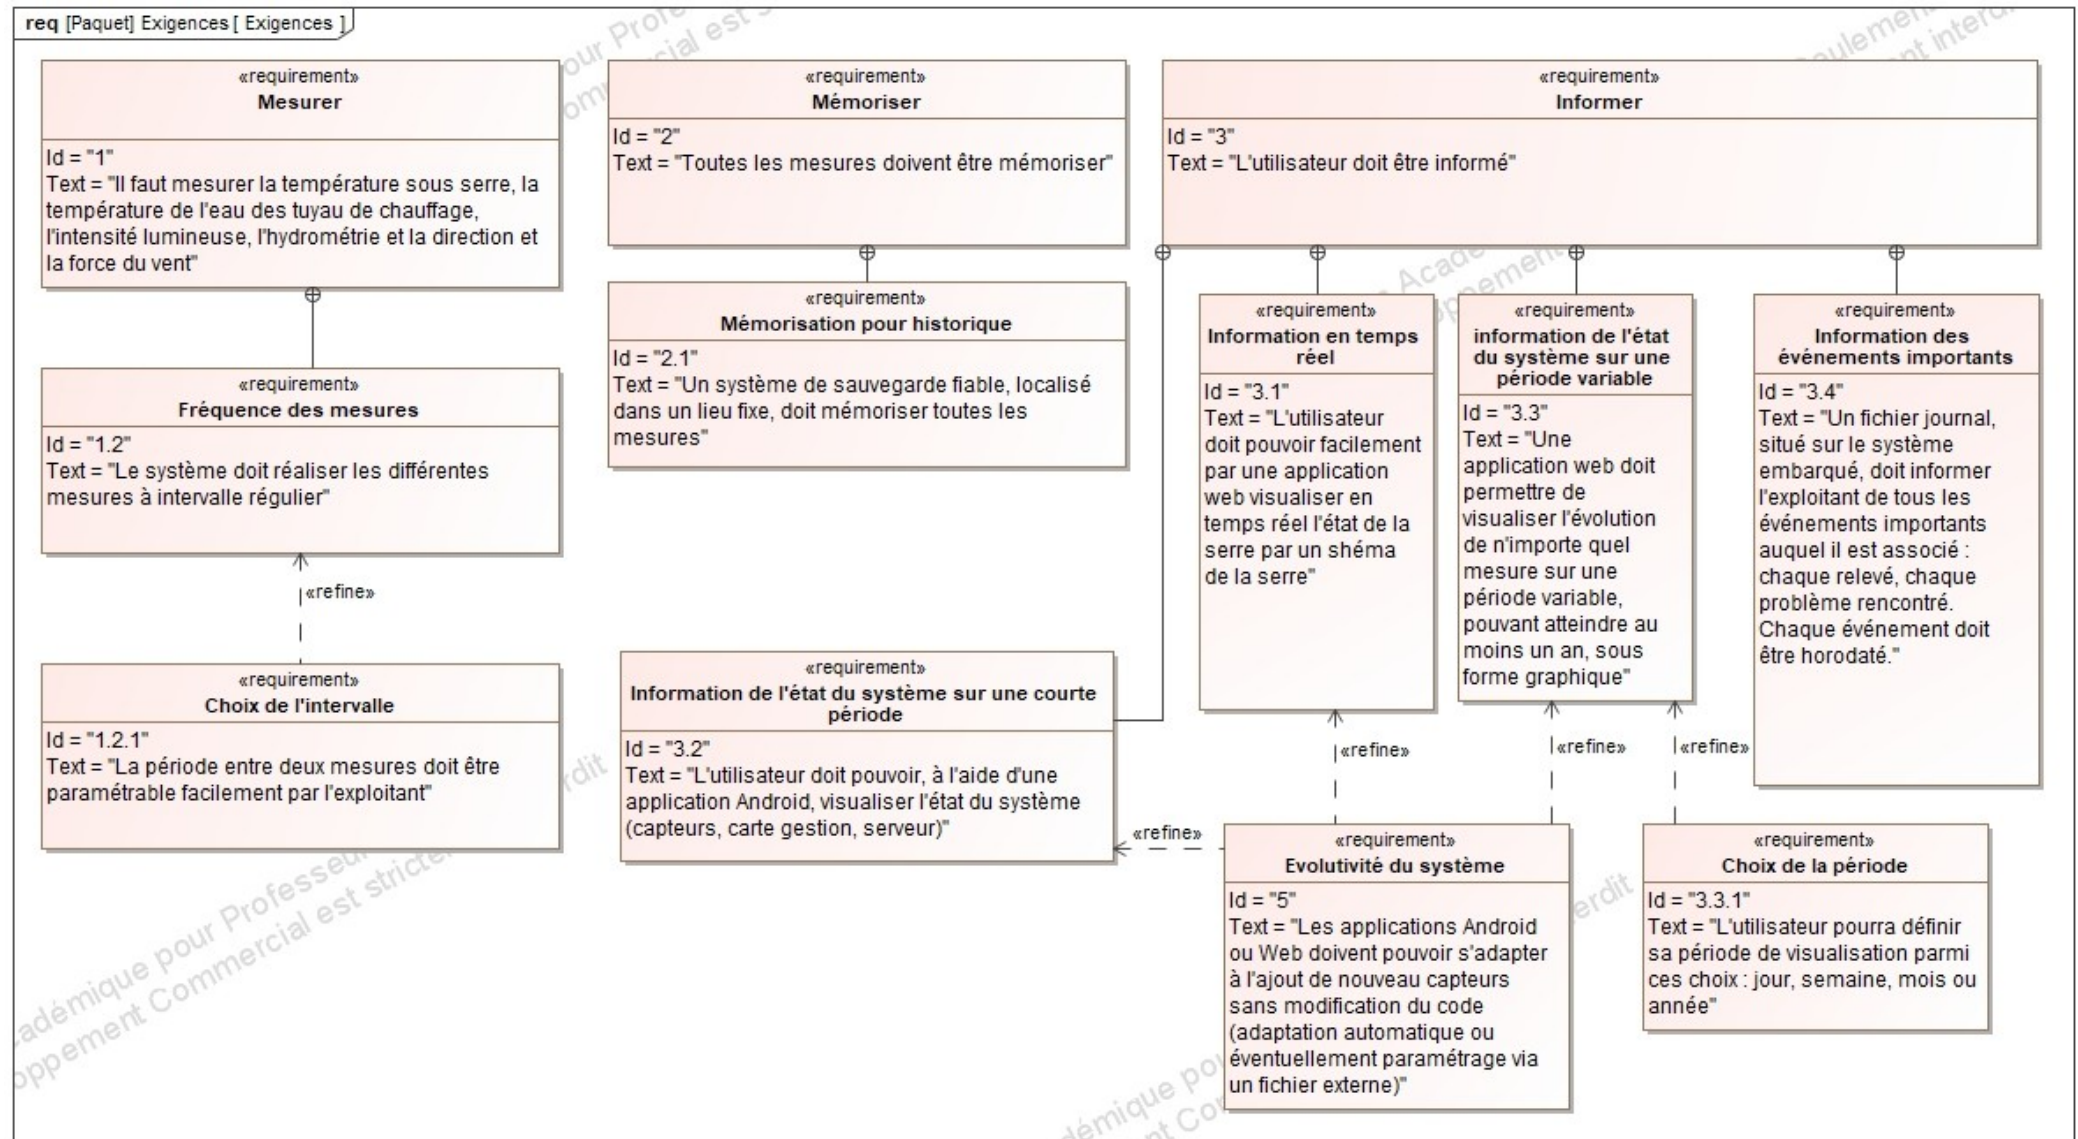 req [Paquet] Exigences [ Exigences ]
«requirement»
Mesurer
Id = "1"
Text = "Il faut mesurer la température sous serre, la
température de l'eau des tuyau de chauffage,
l'intensité lumineuse, l'hydrométrie et la direction et
la force du vent"
«requirement»
Fréquence des mesures
Id = "1.2"
Text = "Le système doit réaliser les différentes
mesures à intervalle régulier"
«refine»
«requirement»
Choix de l'intervalle
Id = "1.2.1"
Text = "La période entre deux mesures doit être
paramétrable facilement par l'exploitant"
«requirement»
Mémoriser
Id = "2"
Text = "Toutes les mesures doivent être mémoriser"
«requirement»
Mémorisation pour historique
Id = "2.1"
Text = "Un système de sauvegarde fiable, localisé
dans un lieu fixe, doit mémoriser toutes les
mesures"
«requirement»
Informer
Id = "3"
Text = "L'utilisateur doit être informé"
«requirement»
Information en temps
réel
Id = "3.1"
Text = "L'utilisateur
doit pouvoir facilement
par une application
web visualiser en
temps réel l'état de la
serre par un shéma
de la serre"
«requirement»
information de l'état
du système sur une
période variable
Id = "3.3"
Text = "Une
application web doit
permettre de
visualiser l'évolution
de n'importe quel
mesure sur une
période variable,
pouvant atteindre au
moins un an, sous
forme graphique"
«requirement»
Information des
événements importants
Id = "3.4"
Text = "Un fichier journal,
situé sur le système
embarqué, doit informer
l'exploitant de tous les
événements importants
auquel il est associé :
chaque relevé, chaque
problème rencontré.
Chaque événement doit
être horodaté."
«requirement»
Information de l'état du système sur une courte
période
Id = "3.2"
Text = "L'utilisateur doit pouvoir, à l'aide d'une
application Android, visualiser l'état du système
(capteurs, carte gestion, serveur)"
«refine»
«refine»
«refine»
«refine»
«requirement»
Evolutivité du système
Id = "5"
Text = "Les applications Android
ou Web doivent pouvoir s'adapter
à l'ajout de nouveau capteurs
sans modification du code
(adaptation automatique ou
éventuellement paramétrage via
un fichier externe)"
«requirement»
Choix de la période
Id = "3.3.1"
Text = "L'utilisateur pourra définir
sa période de visualisation parmi
ces choix : jour, semaine, mois ou
année"